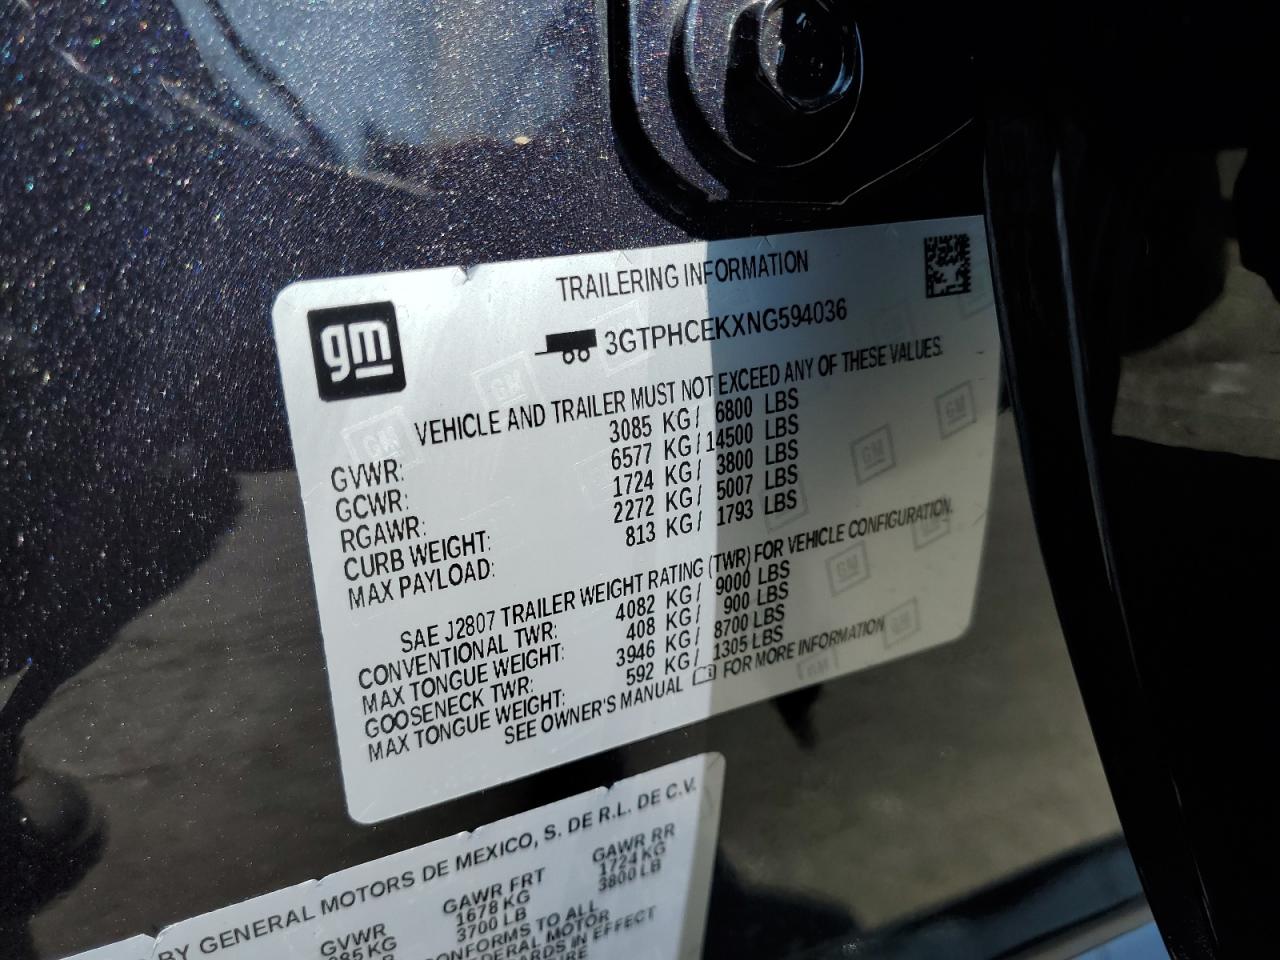 gm
TRAILERING INFORMATION
3GTPHCEKXNG594036
VEHICLE AND TRAILER MUST NOT EXCEED ANY OF THESE VALUES.
GVWR: 3085 KG/ 6800 LBS
GCWR: 6577 KG/14500 LBS
RGAWR: 1724 KG/ 3800 LBS
CURB WEIGHT: 2272 KG/ 5007 LBS
MAX PAYLOAD: 813 KG/ 1793 LBS
SAE J2807 TRAILER WEIGHT RATING (TWR) FOR VEHICLE CONFIGURATION.
CONVENTIONAL TWR: 4082 KG/ 9000 LBS
MAX TONGUE WEIGHT: 408 KG/ 900 LBS
GOOSENECK TWR: 3946 KG/ 8700 LBS
MAX TONGUE WEIGHT: 592 KG/ 1305 LBS
SEE OWNER'S MANUAL FOR MORE INFORMATION
BY GENERAL MOTORS DE MEXICO, S. DE R.L. DE C.V.
GVWR GAWR FRT GAWR RR
085 KG 1678 KG 1724 KG
3700 LB 3800 LB
CONFORMS TO ALL
FEDERAL MOTOR
IN EFFECT